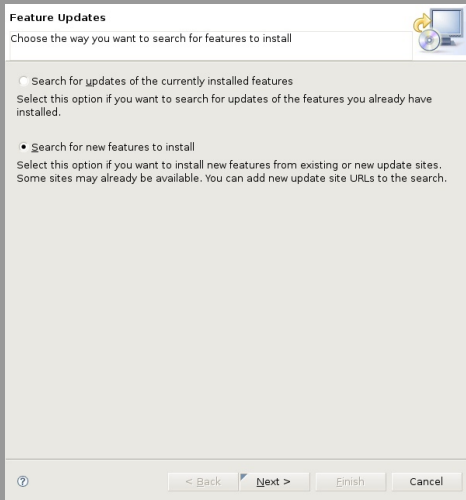 Feature Updates
Choose the way you want to search for features to install
Search for updates of the currently installed features
Select this option if you want to search for updates of the features you already have
installed.
Search for new features to install
Select this option if you want to install new features from existing or new update sites.
Some sites may already be available. You can add new update site URLs to the search.
? < Back Next > Finish Cancel